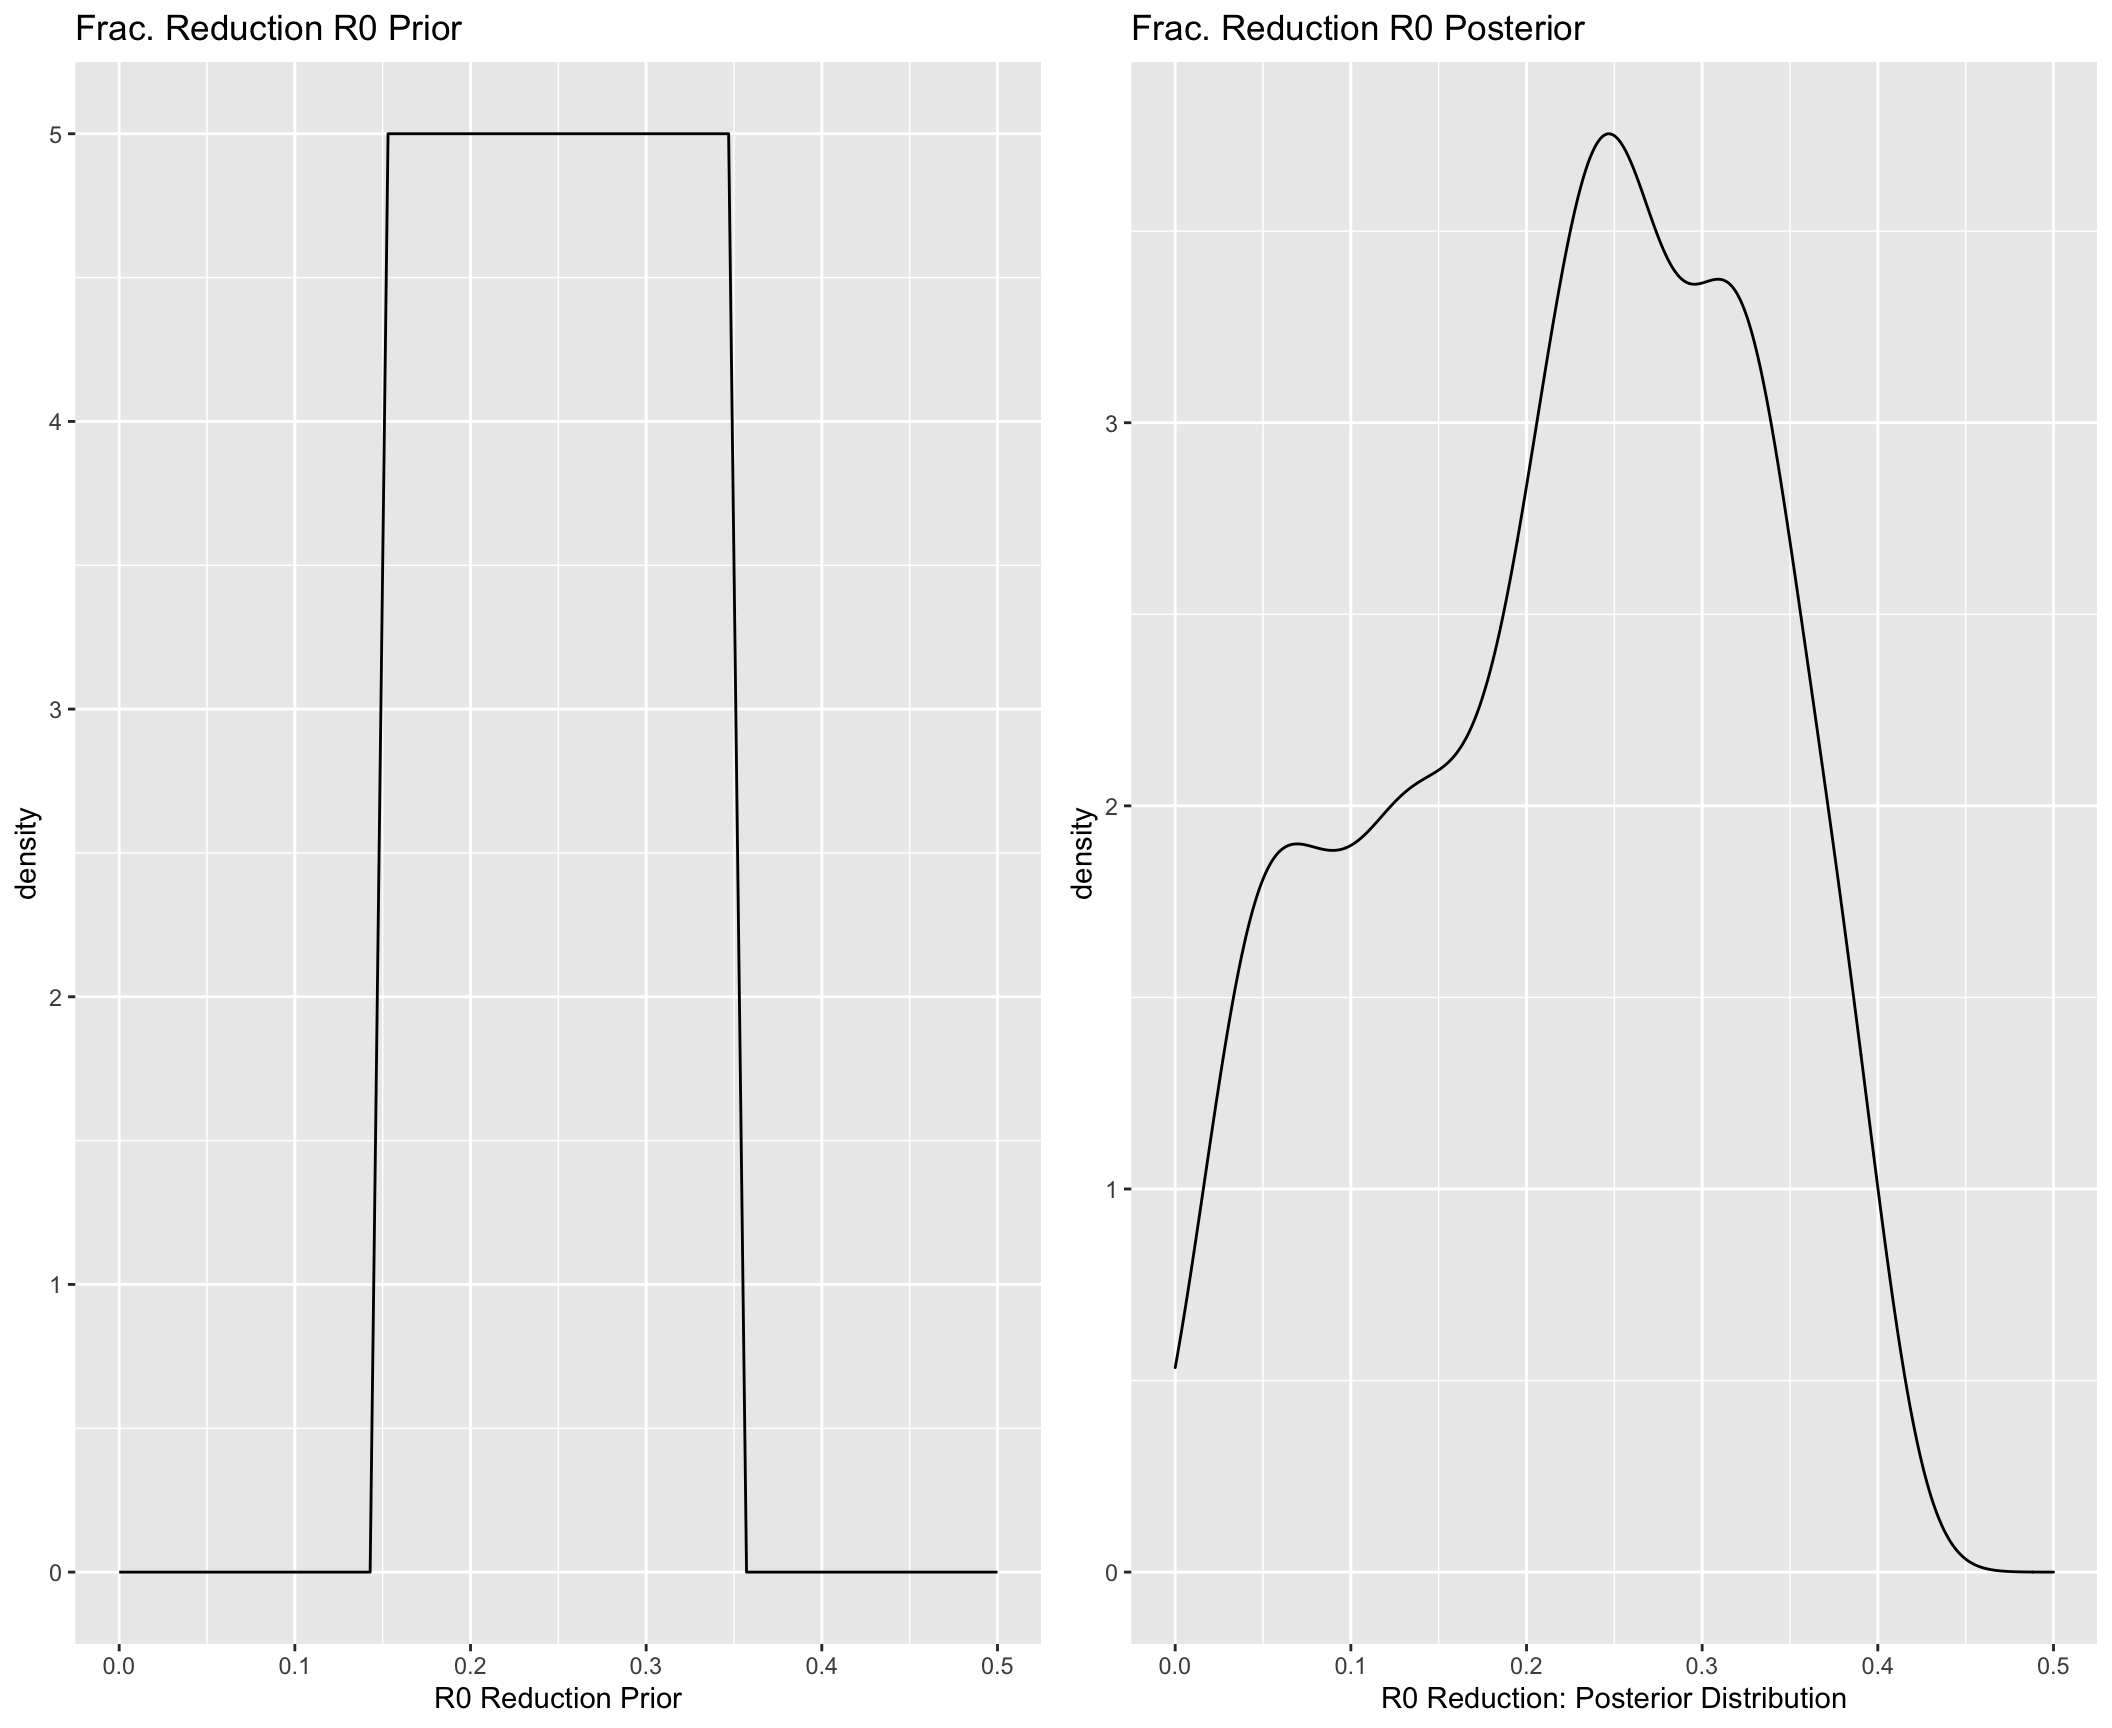 Frac. Reduction R0 Prior
5
4
3
2
1
0
density
0.0 0.1 0.2 0.3 0.4 0.5
R0 Reduction Prior
Frac. Reduction R0 Posterior
3
2
1
0
density
0.0 0.1 0.2 0.3 0.4 0.5
R0 Reduction: Posterior Distribution